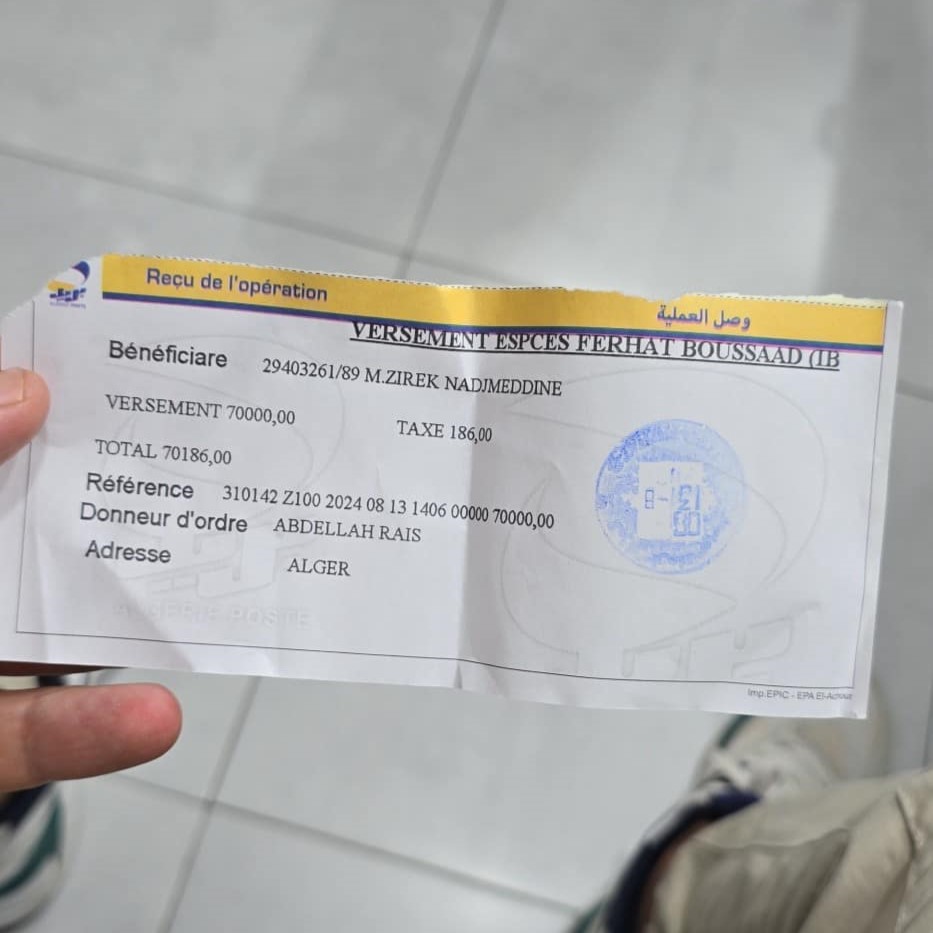 Reçu de l'opération
وصل العملية
VERSEMENT ESPCES FERHAT BOUSSAAD (IB
Bénéficiaire 29403261/89 M.ZIREK NADJMEDDINE
VERSEMENT 70000,00 TAXE 186,00
TOTAL 70186,00
Référence 310142 Z100 2024 08 13 1406 00000 70000,00
Donneur d'ordre ABDELLAH RAIS
Adresse ALGER
ALGERIE POSTE
Imp.EPIC - EPA El-Achour